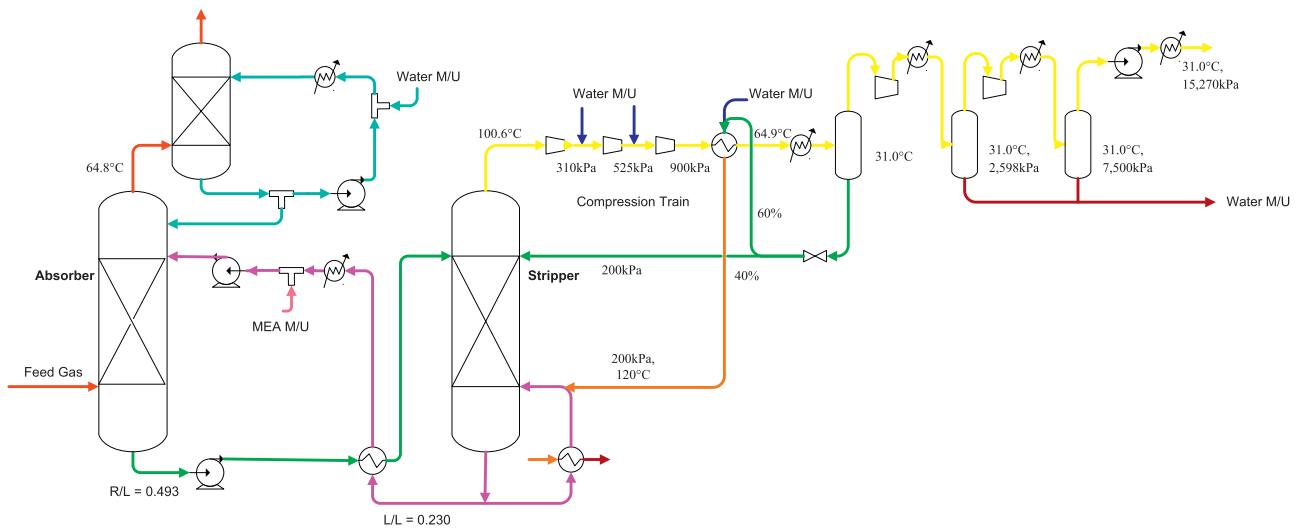 Water M/U
64.8°C
Absorber
Feed Gas
MEA M/U
R/L = 0.493
L/L = 0.230
100.6°C
Water M/U
310kPa
525kPa
900kPa
Compression Train
Water M/U
64.9°C
60%
40%
200kPa
Stripper
200kPa,
120°C
31.0°C
31.0°C,
2,598kPa
31.0°C,
7,500kPa
31.0°C,
15,270kPa
Water M/U